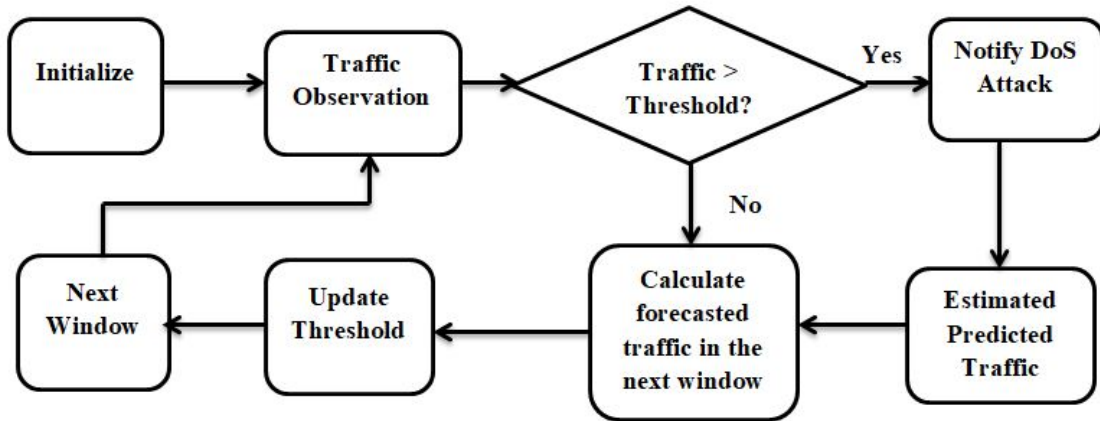 Initialize
Traffic
Observation
Traffic >
Threshold?
Yes
Notify DoS
Attack
No
Next
Window
Update
Threshold
Calculate
forecasted
traffic in the
next window
Estimated
Predicted
Traffic